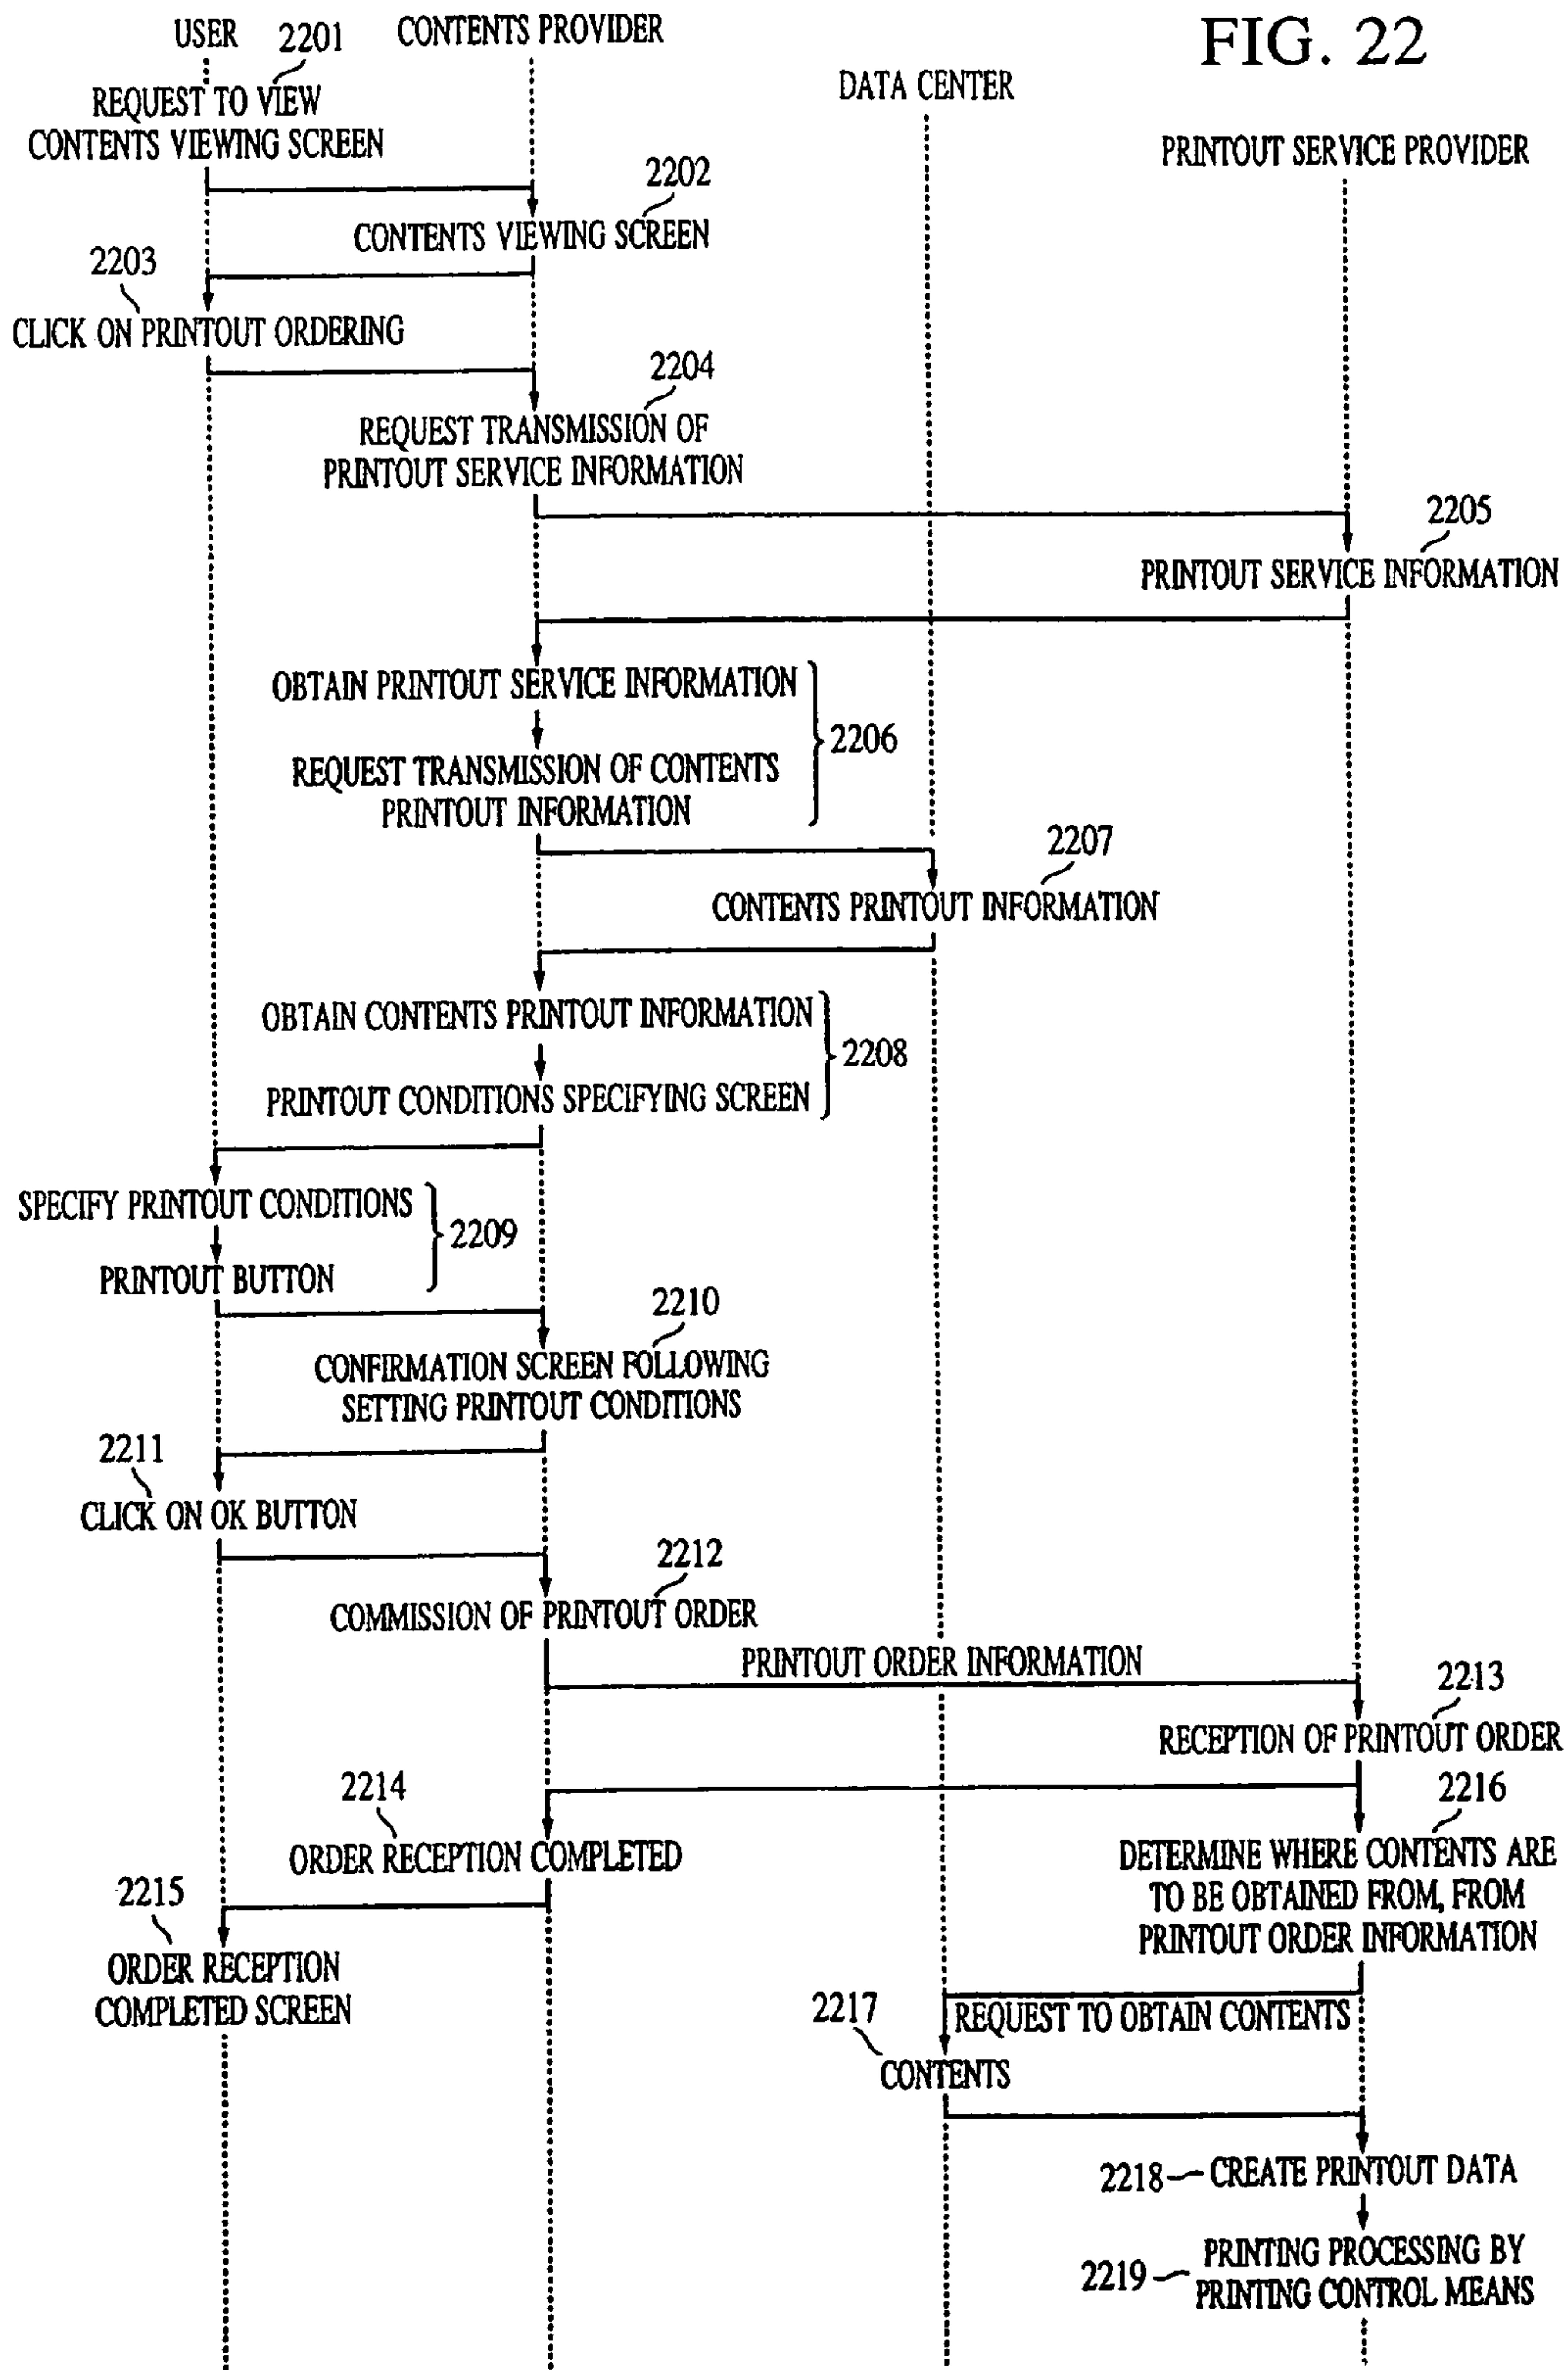 FIG. 22
USER
2201
CONTENTS PROVIDER
DATA CENTER
PRINTOUT SERVICE PROVIDER
REQUEST TO VIEW
CONTENTS VIEWING SCREEN
2202
CONTENTS VIEWING SCREEN
2203
CLICK ON PRINTOUT ORDERING
2204
REQUEST TRANSMISSION OF
PRINTOUT SERVICE INFORMATION
2205
PRINTOUT SERVICE INFORMATION
OBTAIN PRINTOUT SERVICE INFORMATION
2206
REQUEST TRANSMISSION OF CONTENTS
PRINTOUT INFORMATION
2207
CONTENTS PRINTOUT INFORMATION
OBTAIN CONTENTS PRINTOUT INFORMATION
2208
PRINTOUT CONDITIONS SPECIFYING SCREEN
SPECIFY PRINTOUT CONDITIONS
2209
PRINTOUT BUTTON
2210
CONFIRMATION SCREEN FOLLOWING
SETTING PRINTOUT CONDITIONS
2211
CLICK ON OK BUTTON
2212
COMMISSION OF PRINTOUT ORDER
PRINTOUT ORDER INFORMATION
2213
RECEPTION OF PRINTOUT ORDER
2214
ORDER RECEPTION COMPLETED
2216
DETERMINE WHERE CONTENTS ARE
TO BE OBTAINED FROM, FROM
PRINTOUT ORDER INFORMATION
2215
ORDER RECEPTION
COMPLETED SCREEN
REQUEST TO OBTAIN CONTENTS
2217
CONTENTS
2218
CREATE PRINTOUT DATA
2219
PRINTING PROCESSING BY
PRINTING CONTROL MEANS